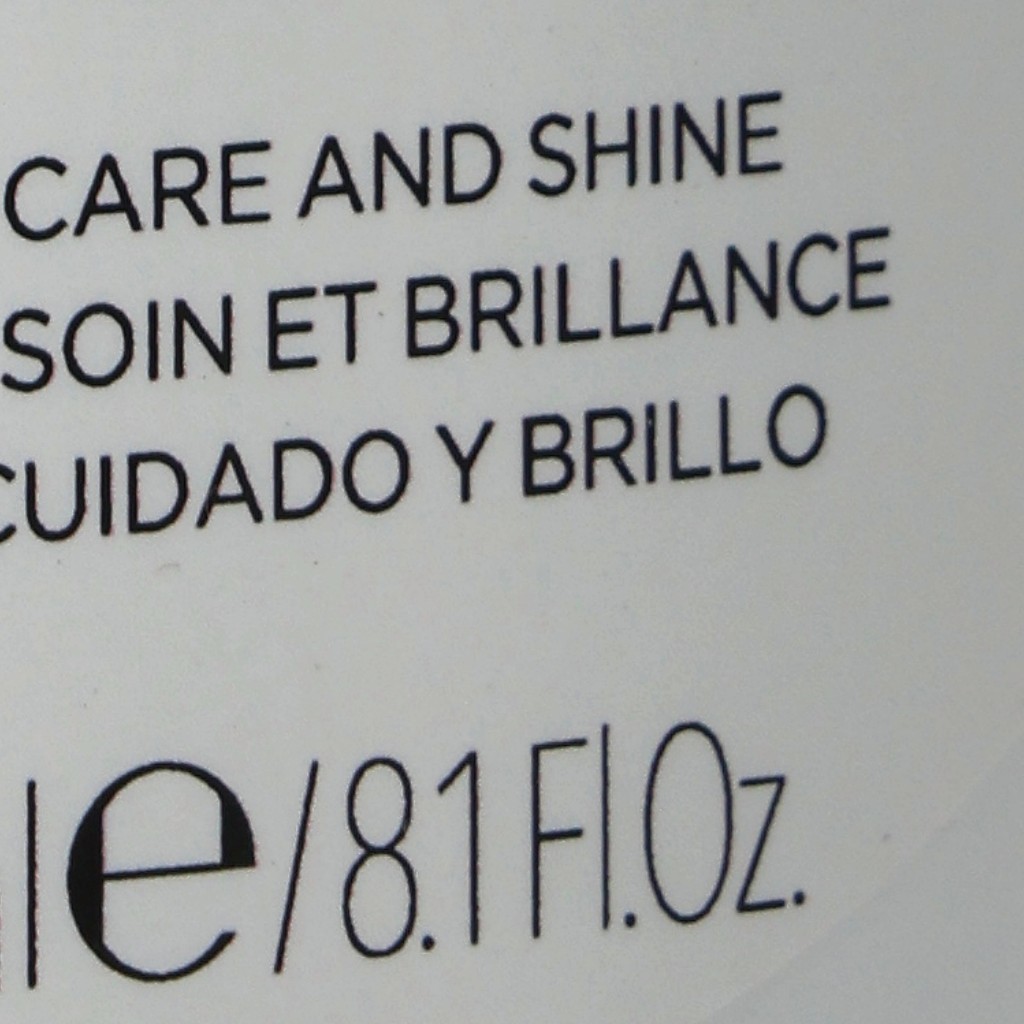 CARE AND SHINE
SOIN ET BRILLANCE
CUIDADO Y BRILLO
l e / 8.1 Fl.Oz.